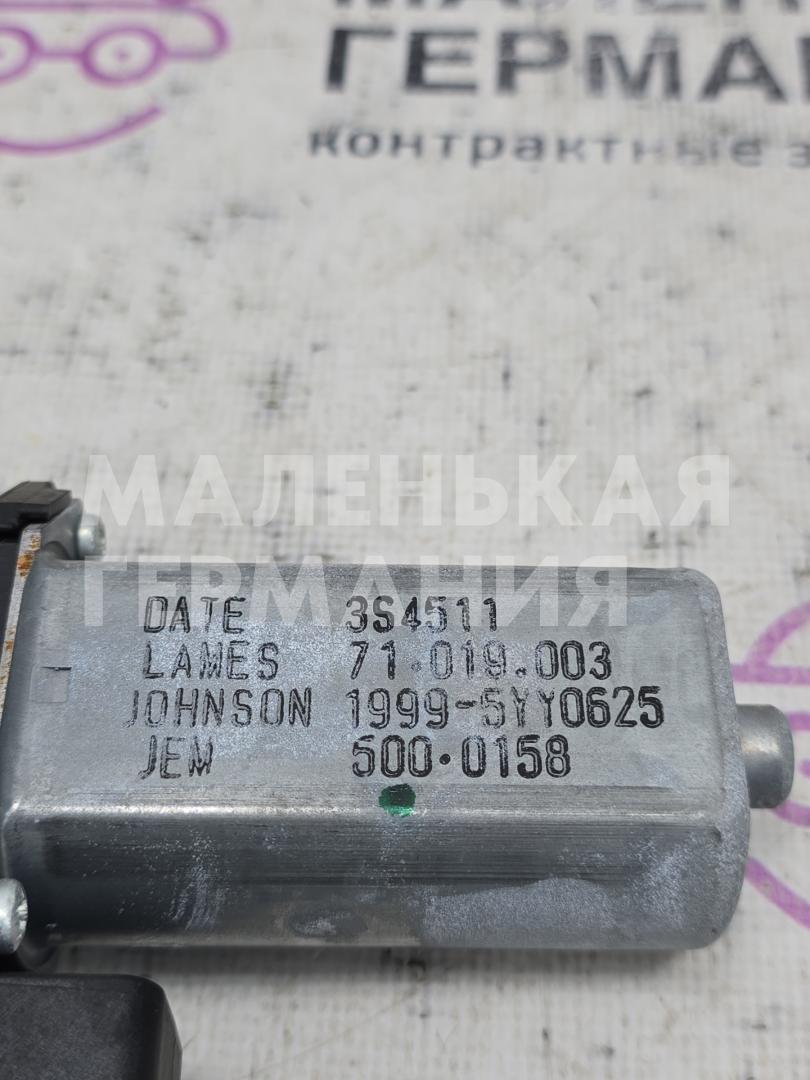 ГЕРМА
контрактные з
МАЛЕНЬКАЯ
ГЕРМАНИЯ
DATE 3S4511
LAMES 71.019.003
JOHNSON 1999-5YY0625
JEM 500.0158